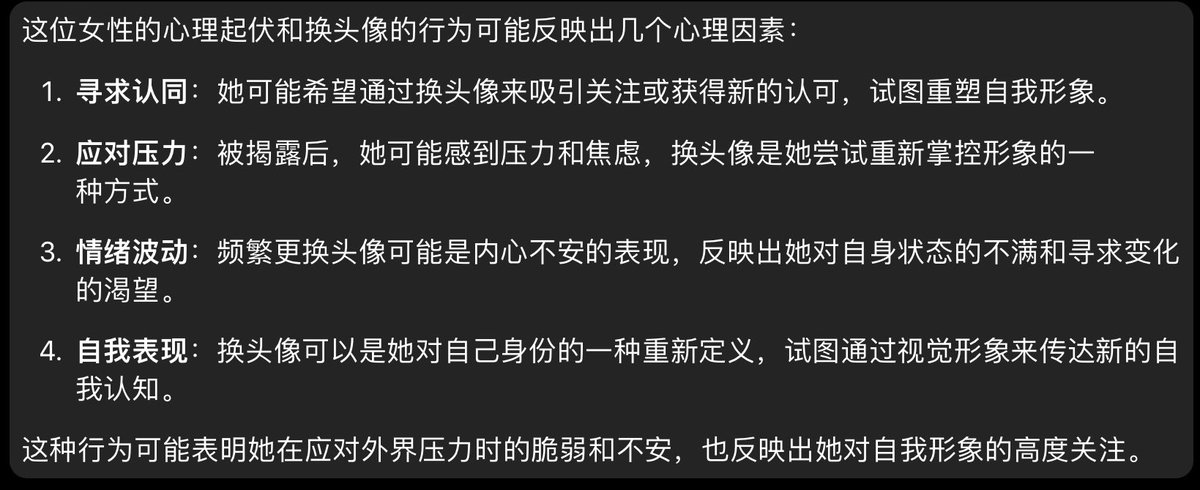 这位女性的心理起伏和换头像的行为可能反映出几个心理因素：
1. 寻求认同：她可能希望通过换头像来吸引关注或获得新的认可，试图重塑自我形象。
2. 应对压力：被揭露后，她可能感到压力和焦虑，换头像是她尝试重新掌控形象的一
种方式。
3. 情绪波动：频繁更换头像可能是内心不安的表现，反映出她对自身状态的不满和寻求变化
的渴望。
4. 自我表现：换头像可以是她对自己身份的一种重新定义，试图通过视觉形象来传达新的自
我认知。
这种行为可能表明她在应对外界压力时的脆弱和不安，也反映出她对自我形象的高度关注。